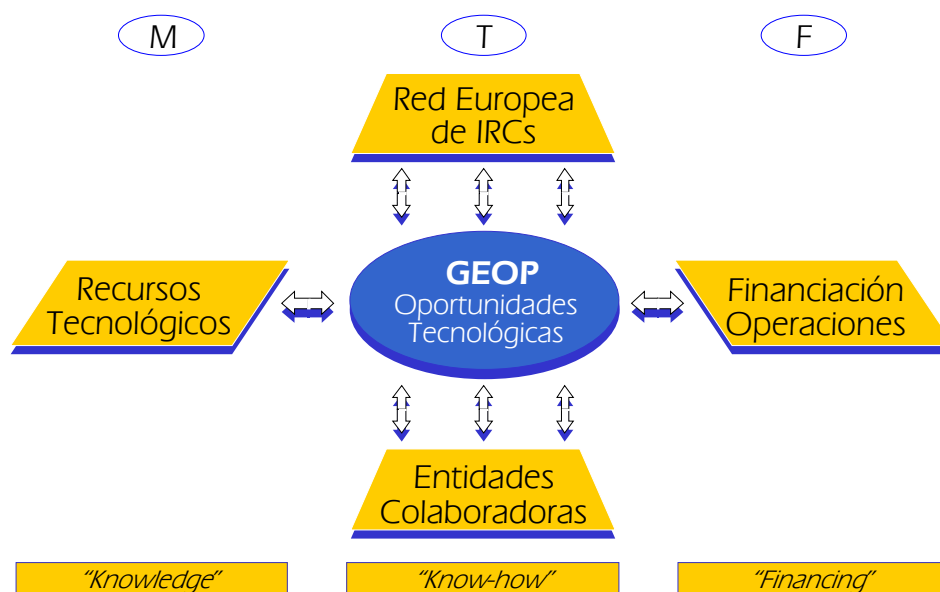 M
T
F
Red Europea
de IRCs
Recursos
Tecnológicos
GEOP
Oportunidades
Tecnológicas
Financiación
Operaciones
Entidades
Colaboradoras
"Knowledge"
"Know-how"
"Financing"